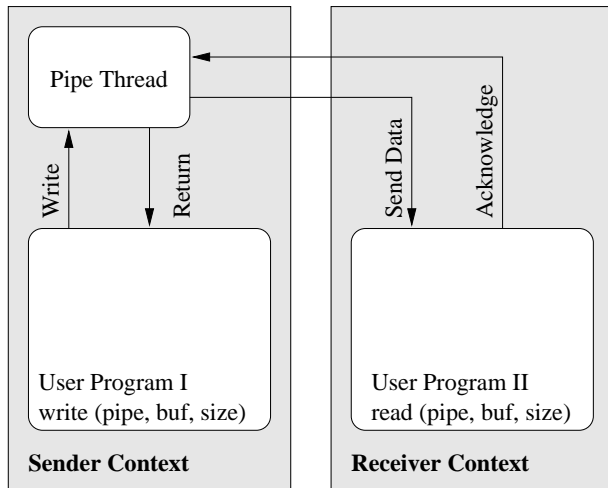 Pipe Thread
Write
Return
Send Data
Acknowledge
User Program I
write (pipe, buf, size)
User Program II
read (pipe, buf, size)
Sender Context
Receiver Context